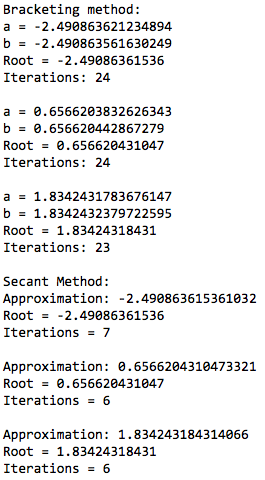 Bracketing method:
a = -2.490863621234894
b = -2.490863561630249
Root = -2.49086361536
Iterations: 24
a = 0.6566203832626343
b = 0.656620442867279
Root = 0.656620431047
Iterations: 24
a = 1.8342431783676147
b = 1.8342432379722595
Root = 1.83424318431
Iterations: 23
Secant Method:
Approximation: -2.490863615361032
Root = -2.49086361536
Iterations = 7
Approximation: 0.6566204310473321
Root = 0.656620431047
Iterations = 6
Approximation: 1.834243184314066
Root = 1.83424318431
Iterations = 6